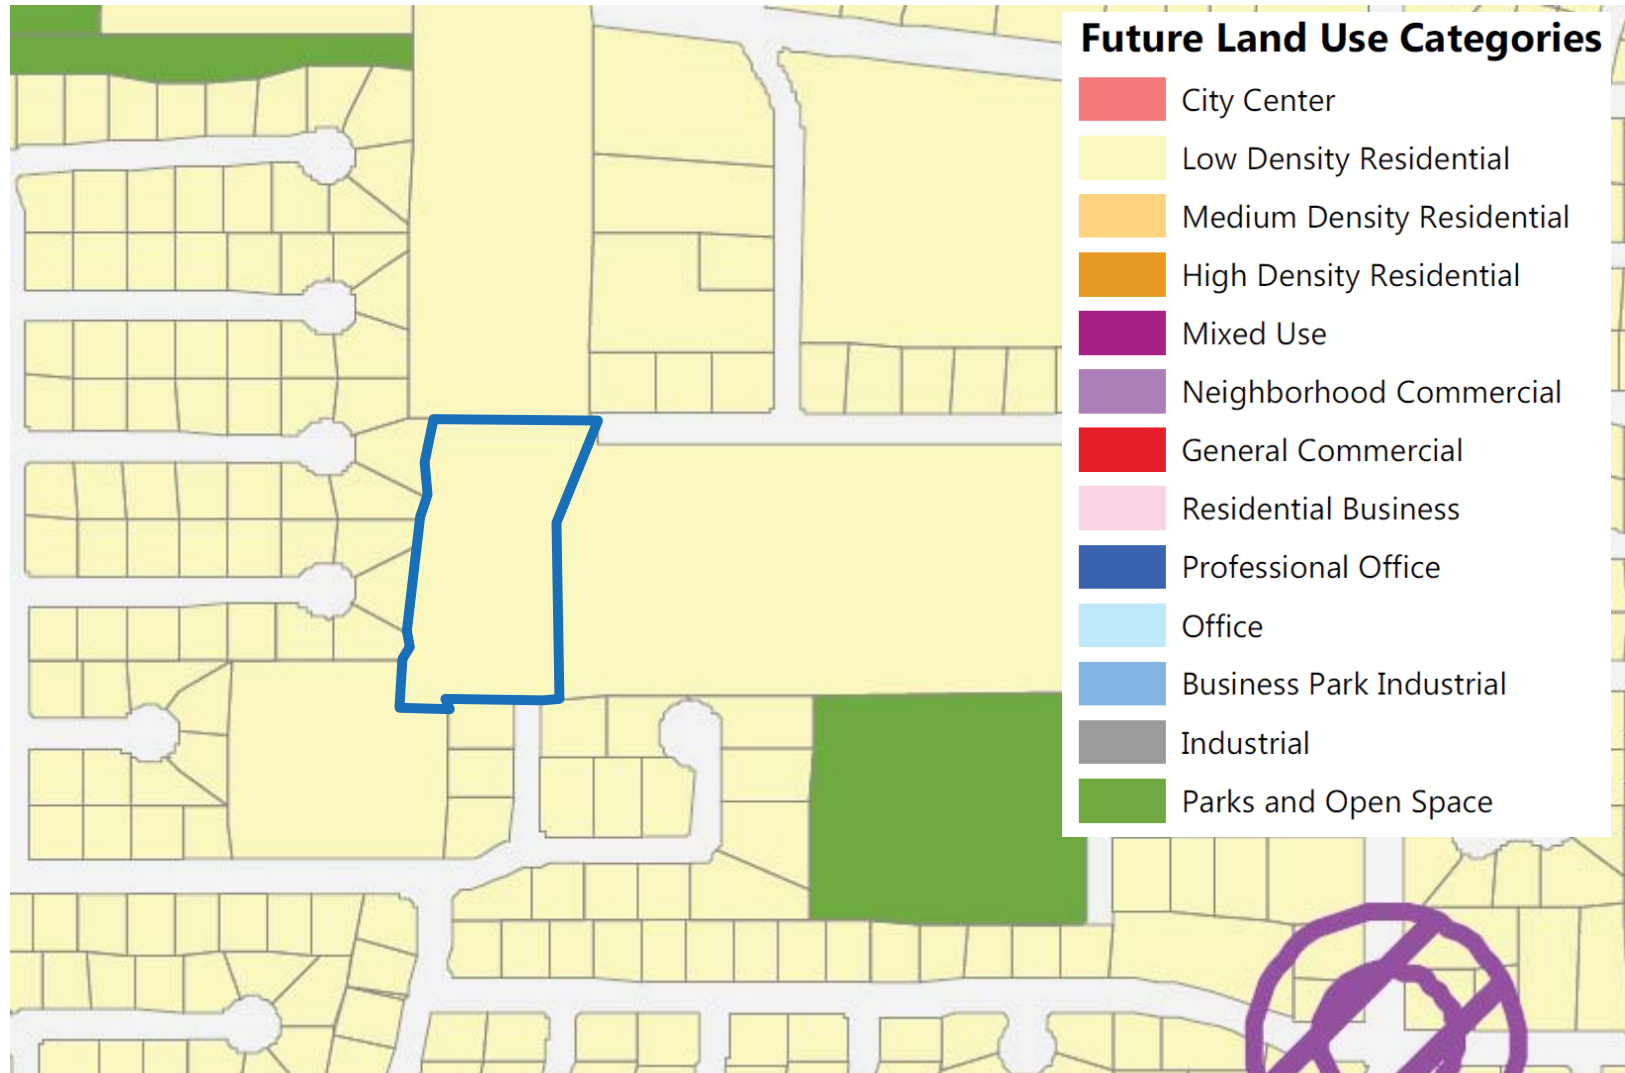 Future Land Use Categories
City Center
Low Density Residential
Medium Density Residential
High Density Residential
Mixed Use
Neighborhood Commercial
General Commercial
Residential Business
Professional Office
Office
Business Park Industrial
Industrial
Parks and Open Space